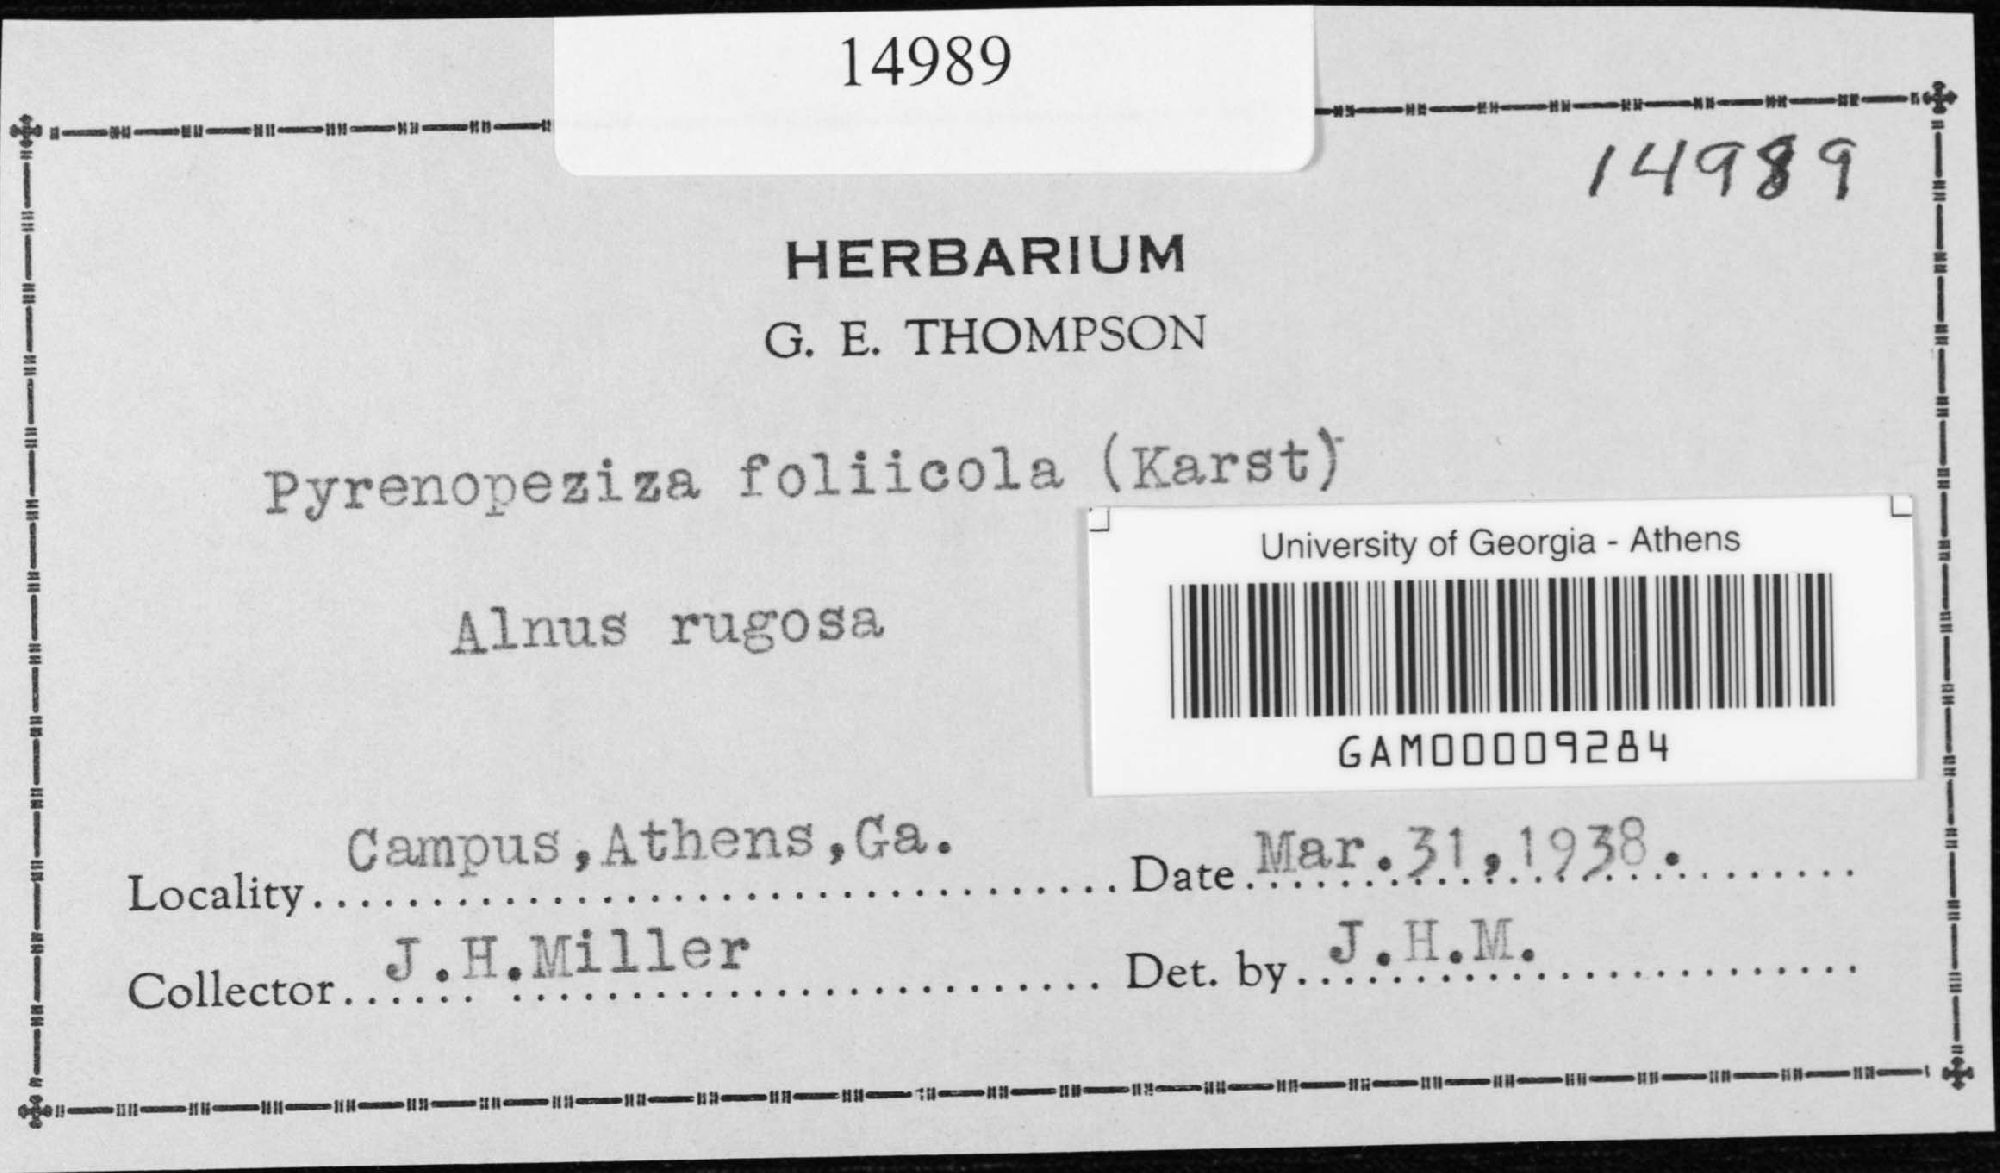 14989
14989
HERBARIUM
G. E. THOMPSON
Pyrenopeziza foliicola (Karst)
Alnus rugosa
University of Georgia - Athens
GAM00009284
Locality Campus,Athens,Ga. Date Mar.31,1938.
Collector J.H.Miller Det. by J.H.M.